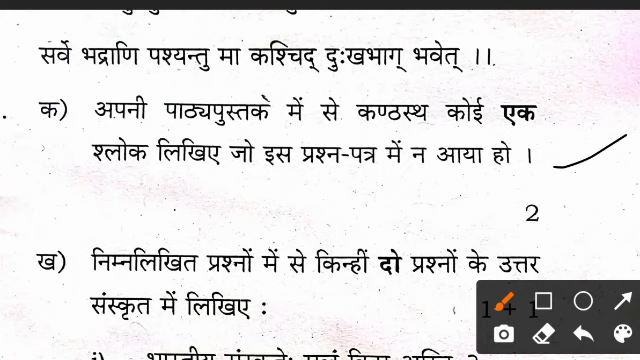 सर्वे भद्राणि पश्यन्तु मा कश्चिद् दुःखभाग् भवेत् ।।
क) अपनी पाठ्यपुस्तके में से कण्ठस्थ कोई एक
श्लोक लिखिए जो इस प्रश्न-पत्र में न आया हो ।
2
ख) निम्नलिखित प्रश्नों में से किन्हीं दो प्रश्नों के उत्तर
संस्कृत में लिखिए : 1 + 1